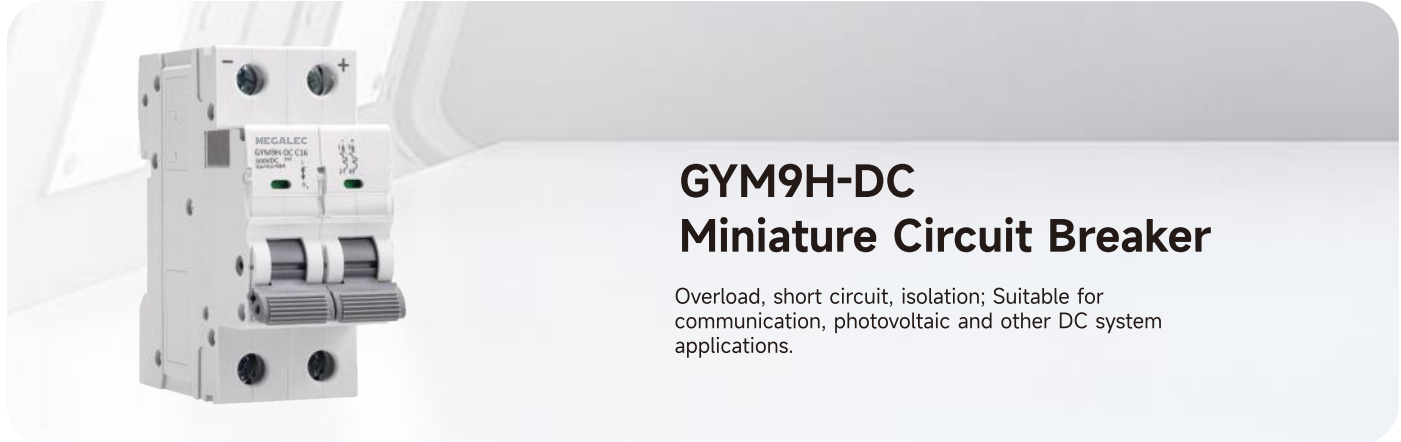 - +
MEGALEC
GYM9H-DC C16
500VDC
GYM9H-DC
Miniature Circuit Breaker
Overload, short circuit, isolation; Suitable for
communication, photovoltaic and other DC system
applications.